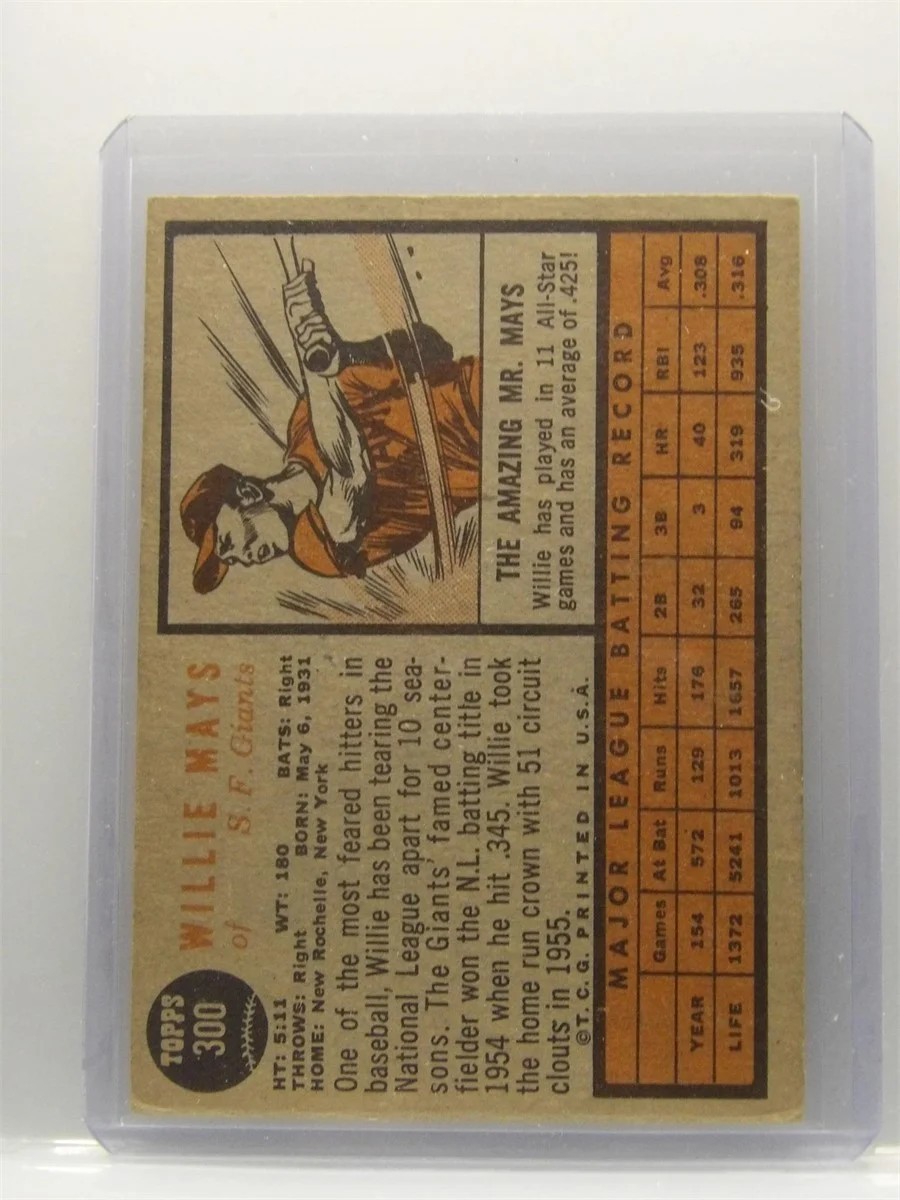 TOPPS
300
WILLIE MAYS
of S. F. Giants
HT: 5:11 WT: 180 BATS: Right
THROWS: Right BORN: May 6, 1931
HOME: New Rochelle, New York
One of the most feared hitters in
baseball, Willie has been tearing the
National League apart for 10 sea-
sons. The Giants' famed center-
fielder won the N.L. batting title in
1954 when he hit .345. Willie took
the home run crown with 51 circuit
clouts in 1955.
©T. C. G. PRINTED IN U.S.A.
THE AMAZING MR. MAYS
Willie has played in 11 All-Star
games and has an average of .425!
MAJOR LEAGUE BATTING RECORD
Games At Bat Runs Hits 2B 3B HR RBI Avg
YEAR 154 572 129 176 32 3 40 123 .308
LIFE 1372 5241 1013 1657 265 94 319 935 .316